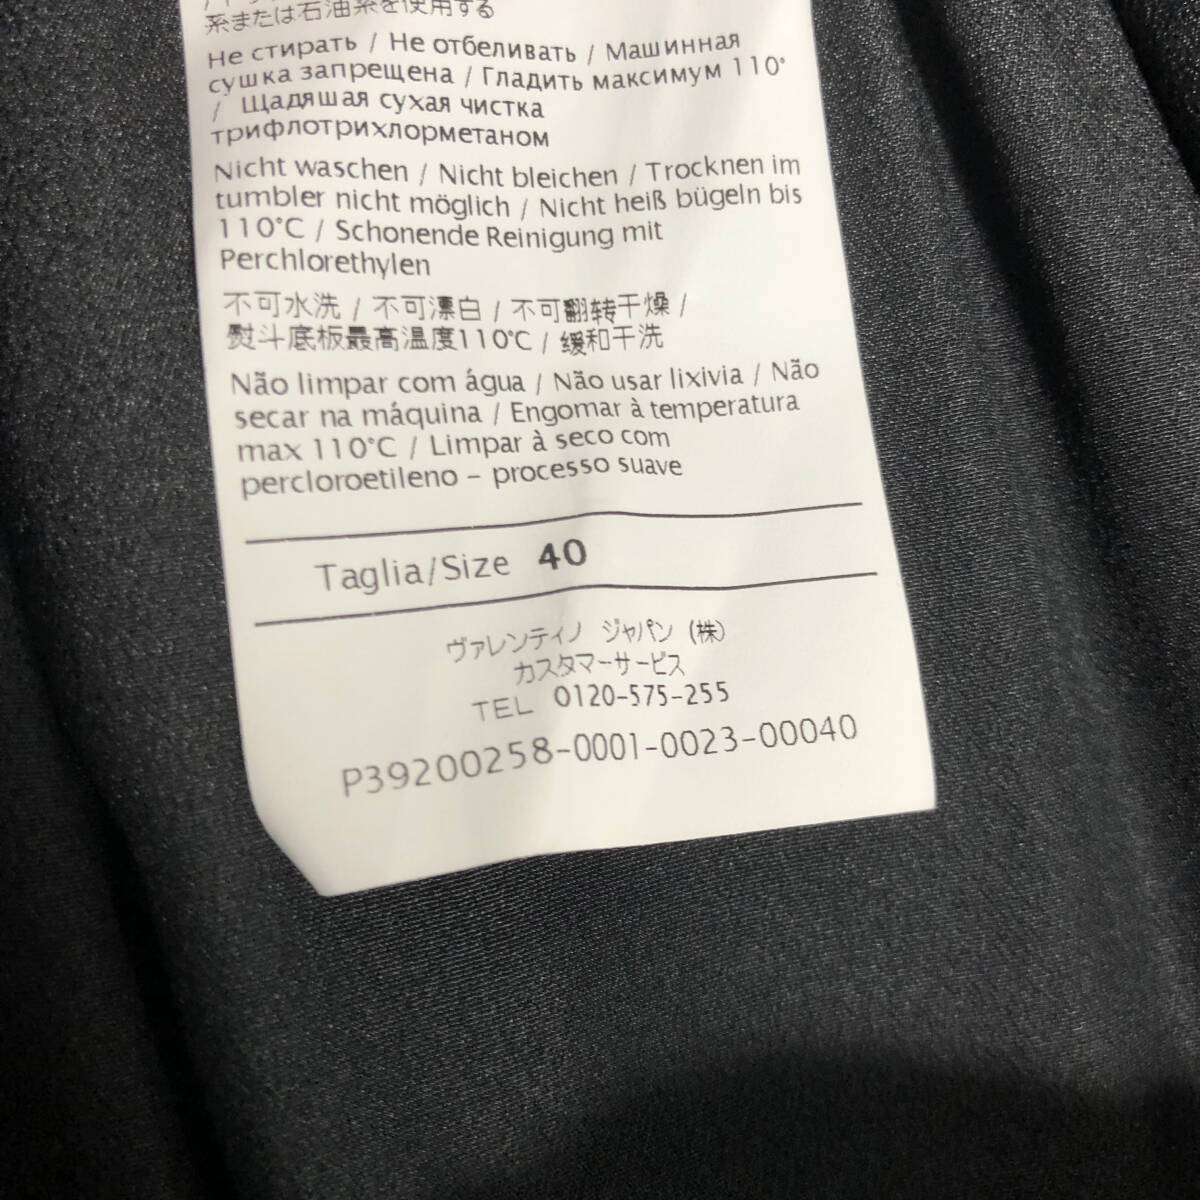 系または石油系を使用する
Не стирать / Не отбеливать / Машинная
сушка запрещена / Гладить максимум 110°
/ Щадящая сухая чистка
трифлотрихлорметаном
Nicht waschen / Nicht bleichen / Trocknen im
tumbler nicht möglich / Nicht heiß bügeln bis
110°C / Schonende Reinigung mit
Perchlorethylen
不可水洗 / 不可漂白 / 不可翻转干燥 /
熨斗底板最高温度110℃ / 缓和干洗
Não limpar com água / Não usar lixivia / Não
secar na máquina / Engomar à temperatura
max 110°C / Limpar à seco com
percloroetileno – processo suave
Taglia/Size 40
ヴァレンティノ ジャパン (株)
カスタマーサービス
TEL 0120-575-255
P39200258-0001-0023-00040